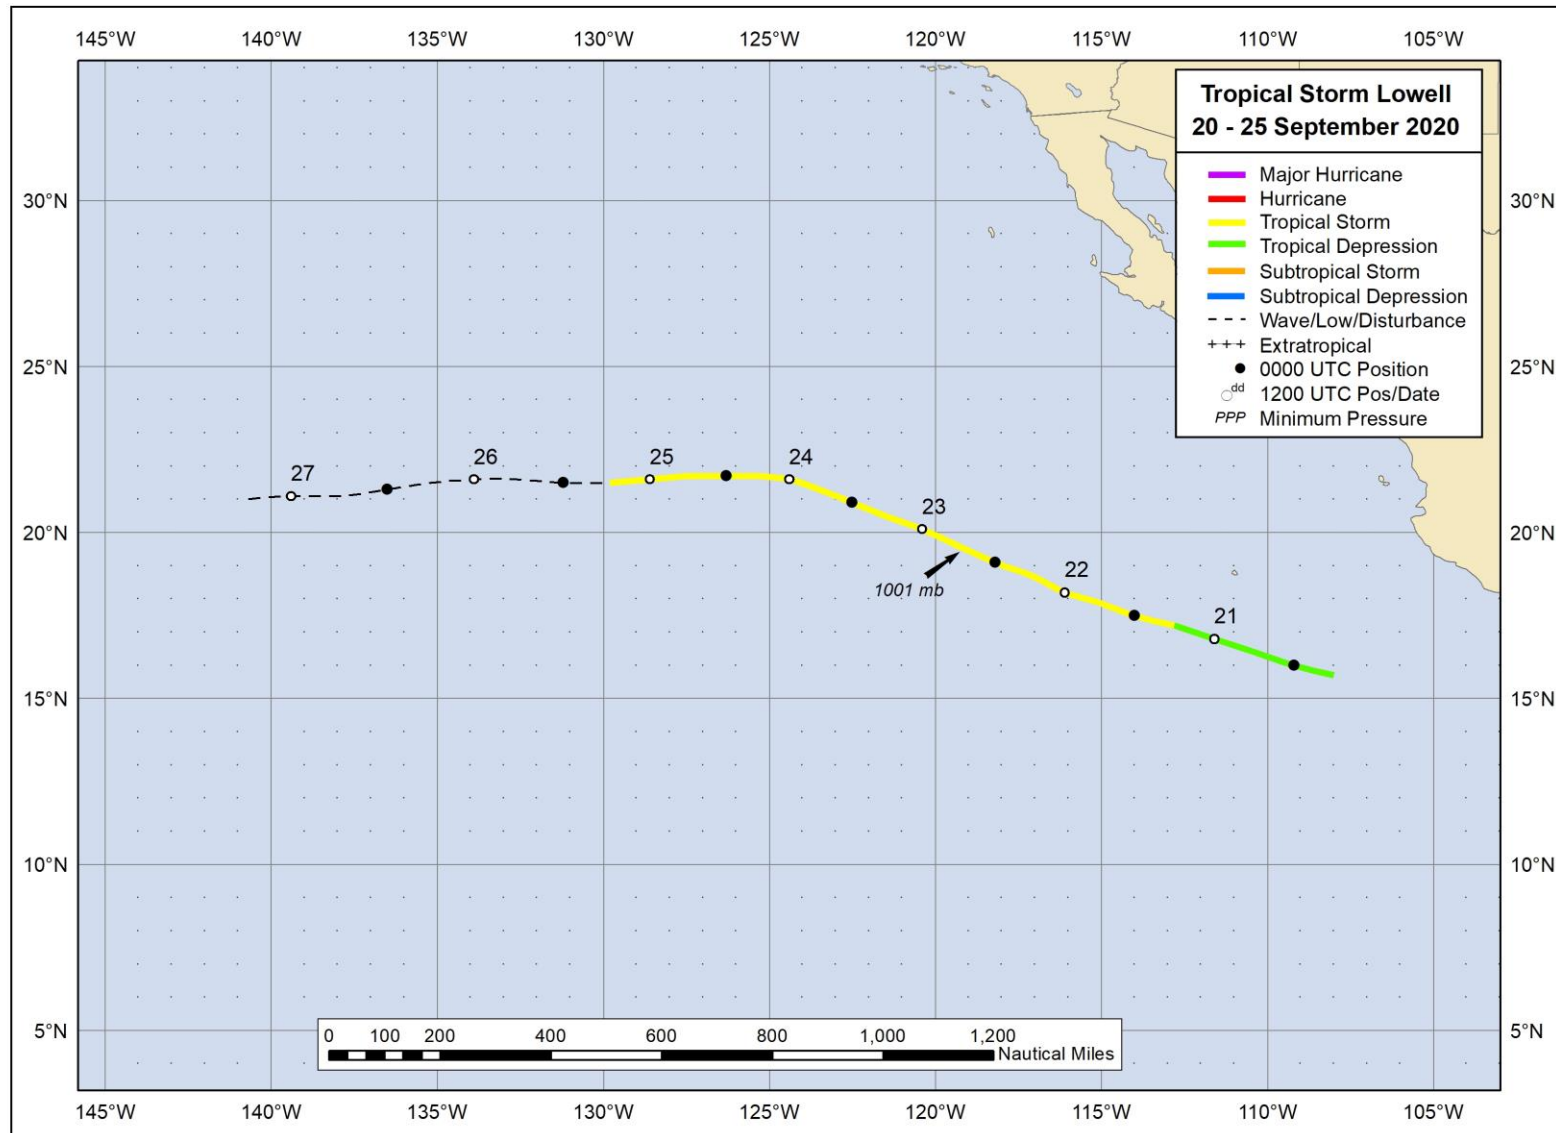 145°W 140°W 135°W 130°W 125°W 120°W 115°W 110°W 105°W
Tropical Storm Lowell
20 - 25 September 2020
Major Hurricane
Hurricane
Tropical Storm
Tropical Depression
Subtropical Storm
Subtropical Depression
Wave/Low/Disturbance
Extratropical
0000 UTC Position
dd 1200 UTC Pos/Date
PPP Minimum Pressure
30°N 30°N
25°N 25°N
27 26 25 24
23
20°N 20°N
22
1001 mb
21
15°N 15°N
10°N 10°N
5°N 5°N
0 100 200 400 600 800 1,000 1,200
Nautical Miles
145°W 140°W 135°W 130°W 125°W 120°W 115°W 110°W 105°W